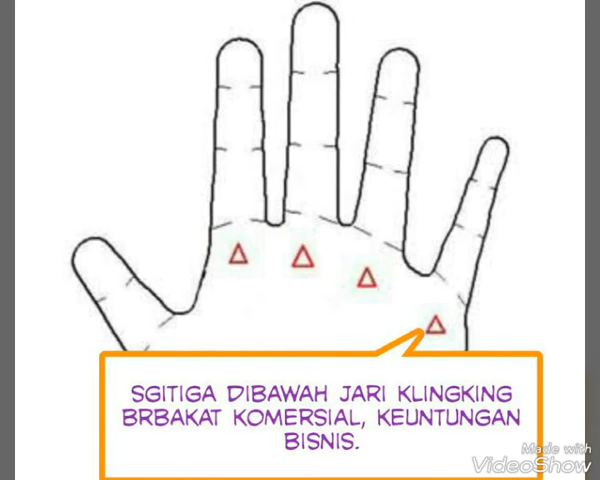 SGITIGA DIBAWAH JARI KLINGKING
BRBAKAT KOMERSIAL, KEUNTUNGAN
BISNIS.
Made with
VideoShow